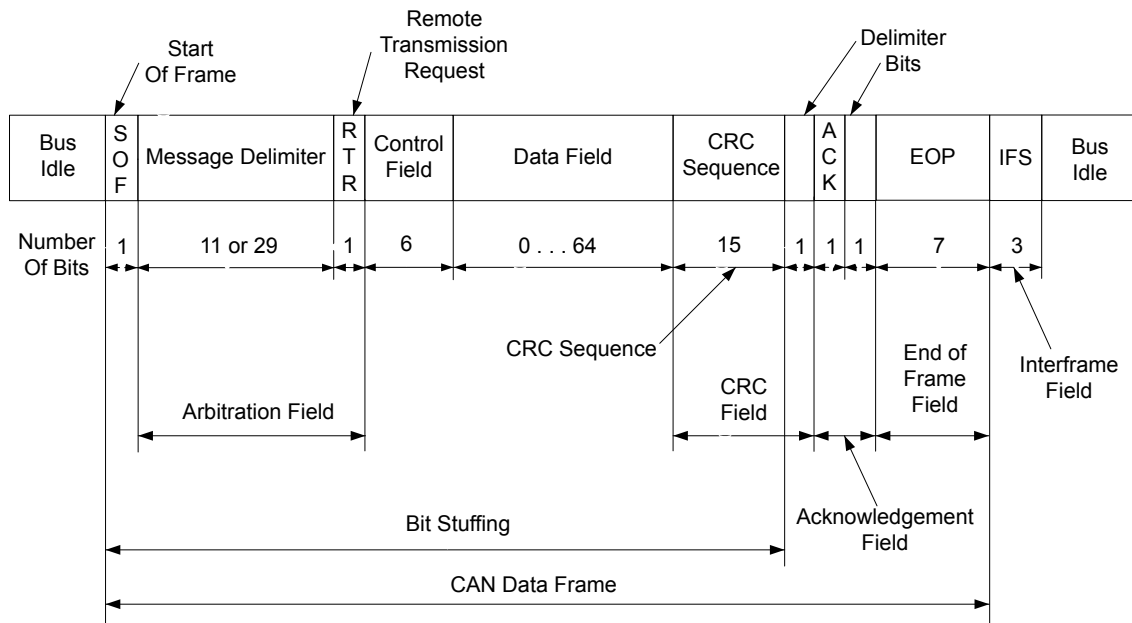 Start
Of Frame
Remote
Transmission
Request
Delimiter
Bits
Bus
Idle
S
O
F
Message Delimiter
R
T
R
Control
Field
Data Field
CRC
Sequence
A
C
K
EOP
IFS
Bus
Idle
Number
Of Bits
1
11 or 29
1
6
0 . . . 64
15
1
1
1
7
3
CRC Sequence
Arbitration Field
CRC
Field
End of
Frame
Field
Interframe
Field
Bit Stuffing
Acknowledgement
Field
CAN Data Frame